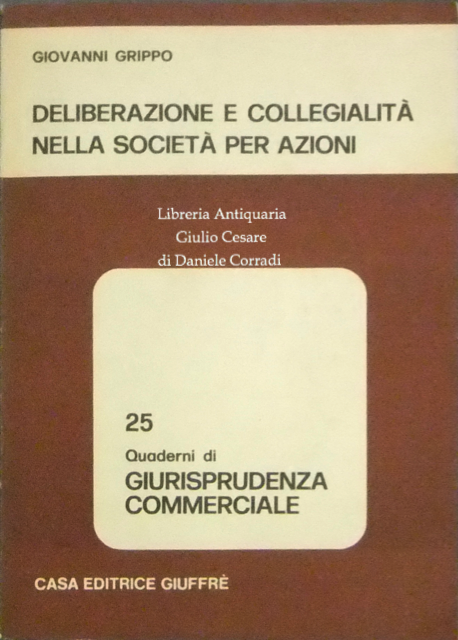 GIOVANNI GRIPPO
DELIBERAZIONE E COLLEGIALITÀ
NELLA SOCIETÀ PER AZIONI
Libreria Antiquaria
Giulio Cesare
di Daniele Corradi
25
Quaderni di
GIURISPRUDENZA
COMMERCIALE
CASA EDITRICE GIUFFRÈ